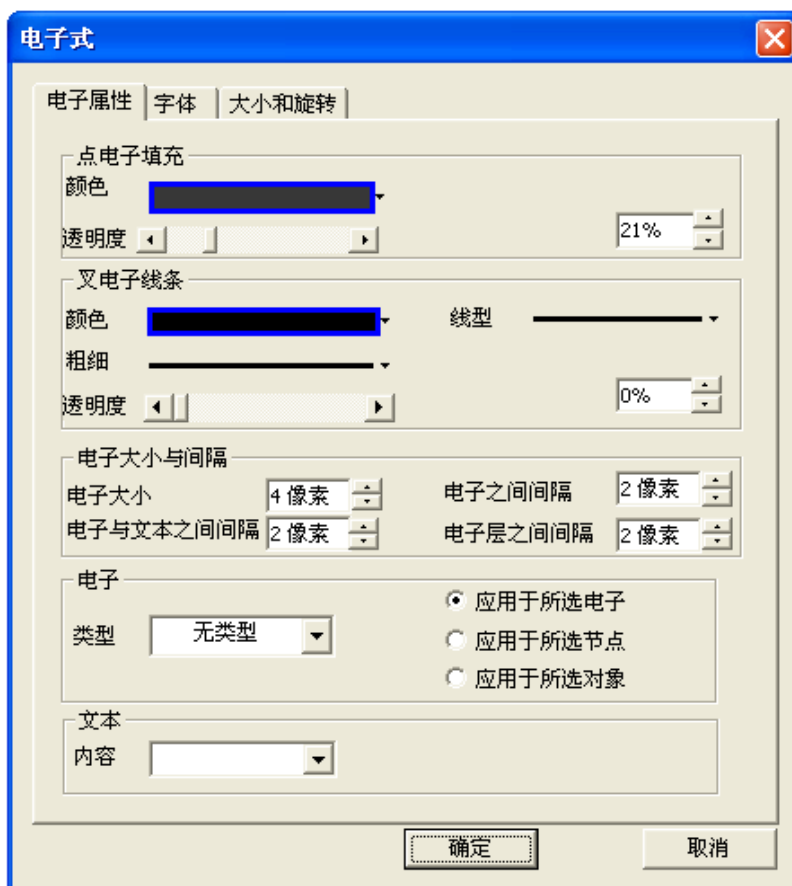 电子式
电子属性 字体 大小和旋转
点电子填充
颜色
透明度 21%
叉电子线条
颜色 线型
粗细
透明度 0%
电子大小与间隔
电子大小 4 像素 电子之间间隔 2 像素
电子与文本之间间隔 2 像素 电子层之间间隔 2 像素
电子
应用于所选电子
类型 无类型 应用于所选节点
应用于所选对象
文本
内容
确定 取消